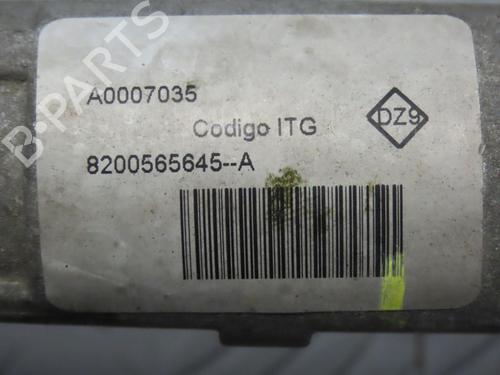 B-PARTS
A0007035
Codigo ITG
DZ9
8200565645--A